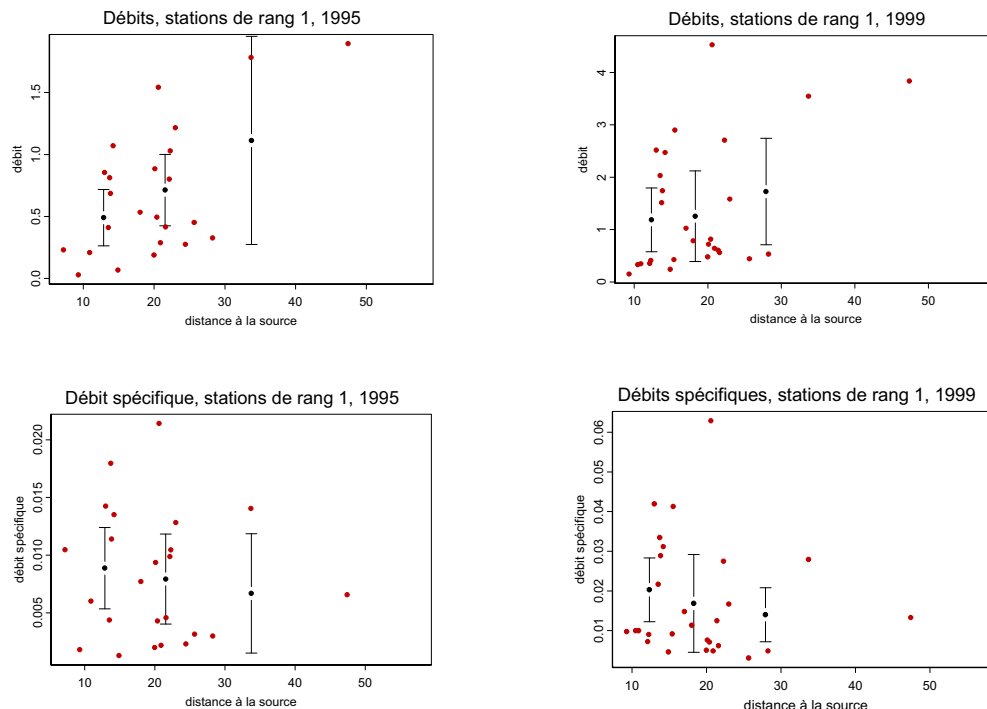 Débits, stations de rang 1, 1995
débit
0.0 0.5 1.0 1.5
10 20 30 40 50
distance à la source
Débits, stations de rang 1, 1999
débit
0 1 2 3 4
10 20 30 40 50
distance à la source
Débit spécifique, stations de rang 1, 1995
débit spécifique
0.005 0.010 0.015 0.020
10 20 30 40 50
distance à la source
Débits spécifiques, stations de rang 1, 1999
débit spécifique
0.01 0.02 0.03 0.04 0.05 0.06
10 20 30 40 50
distance à la source